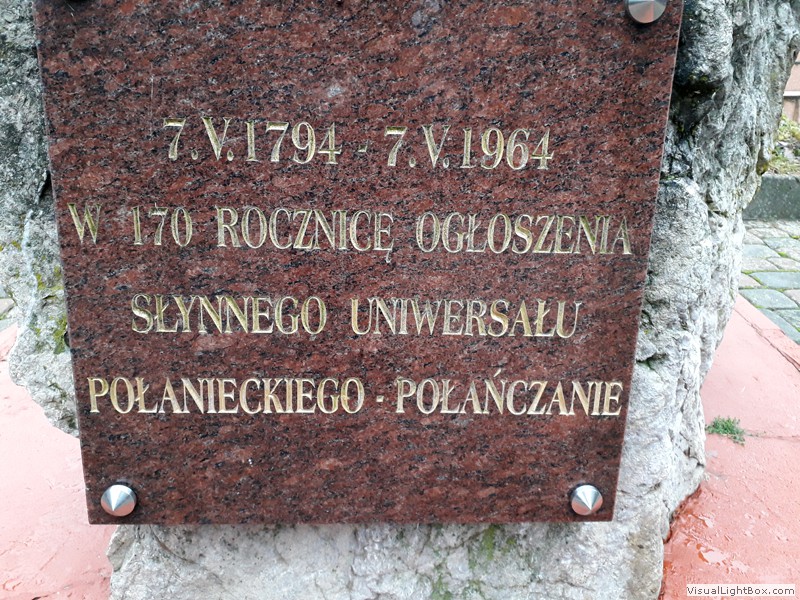 7.V.1794 - 7.V.1964
W 170 ROCZNICĘ OGŁOSZENIA
SŁYNNEGO UNIWERSAŁU
POŁANIECKIEGO - POŁAŃCZANIE
VisualLightBox.com